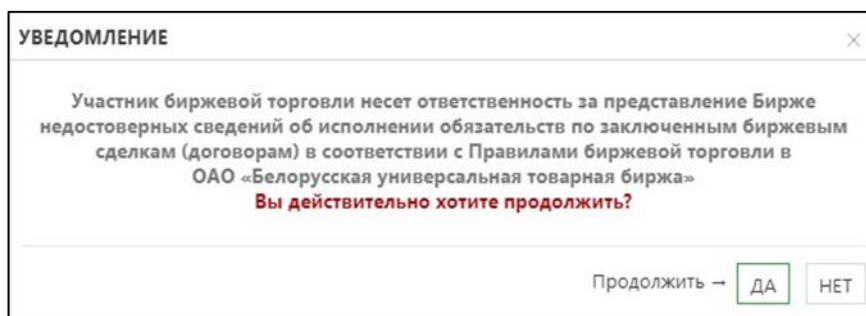 УВЕДОМЛЕНИЕ
Участник биржевой торговли несет ответственность за представление Бирже
недостоверных сведений об исполнении обязательств по заключенным биржевым
сделкам (договорам) в соответствии с Правилами биржевой торговли в
ОАО «Белорусская универсальная товарная биржа»
Вы действительно хотите продолжить?
Продолжить → ДА НЕТ